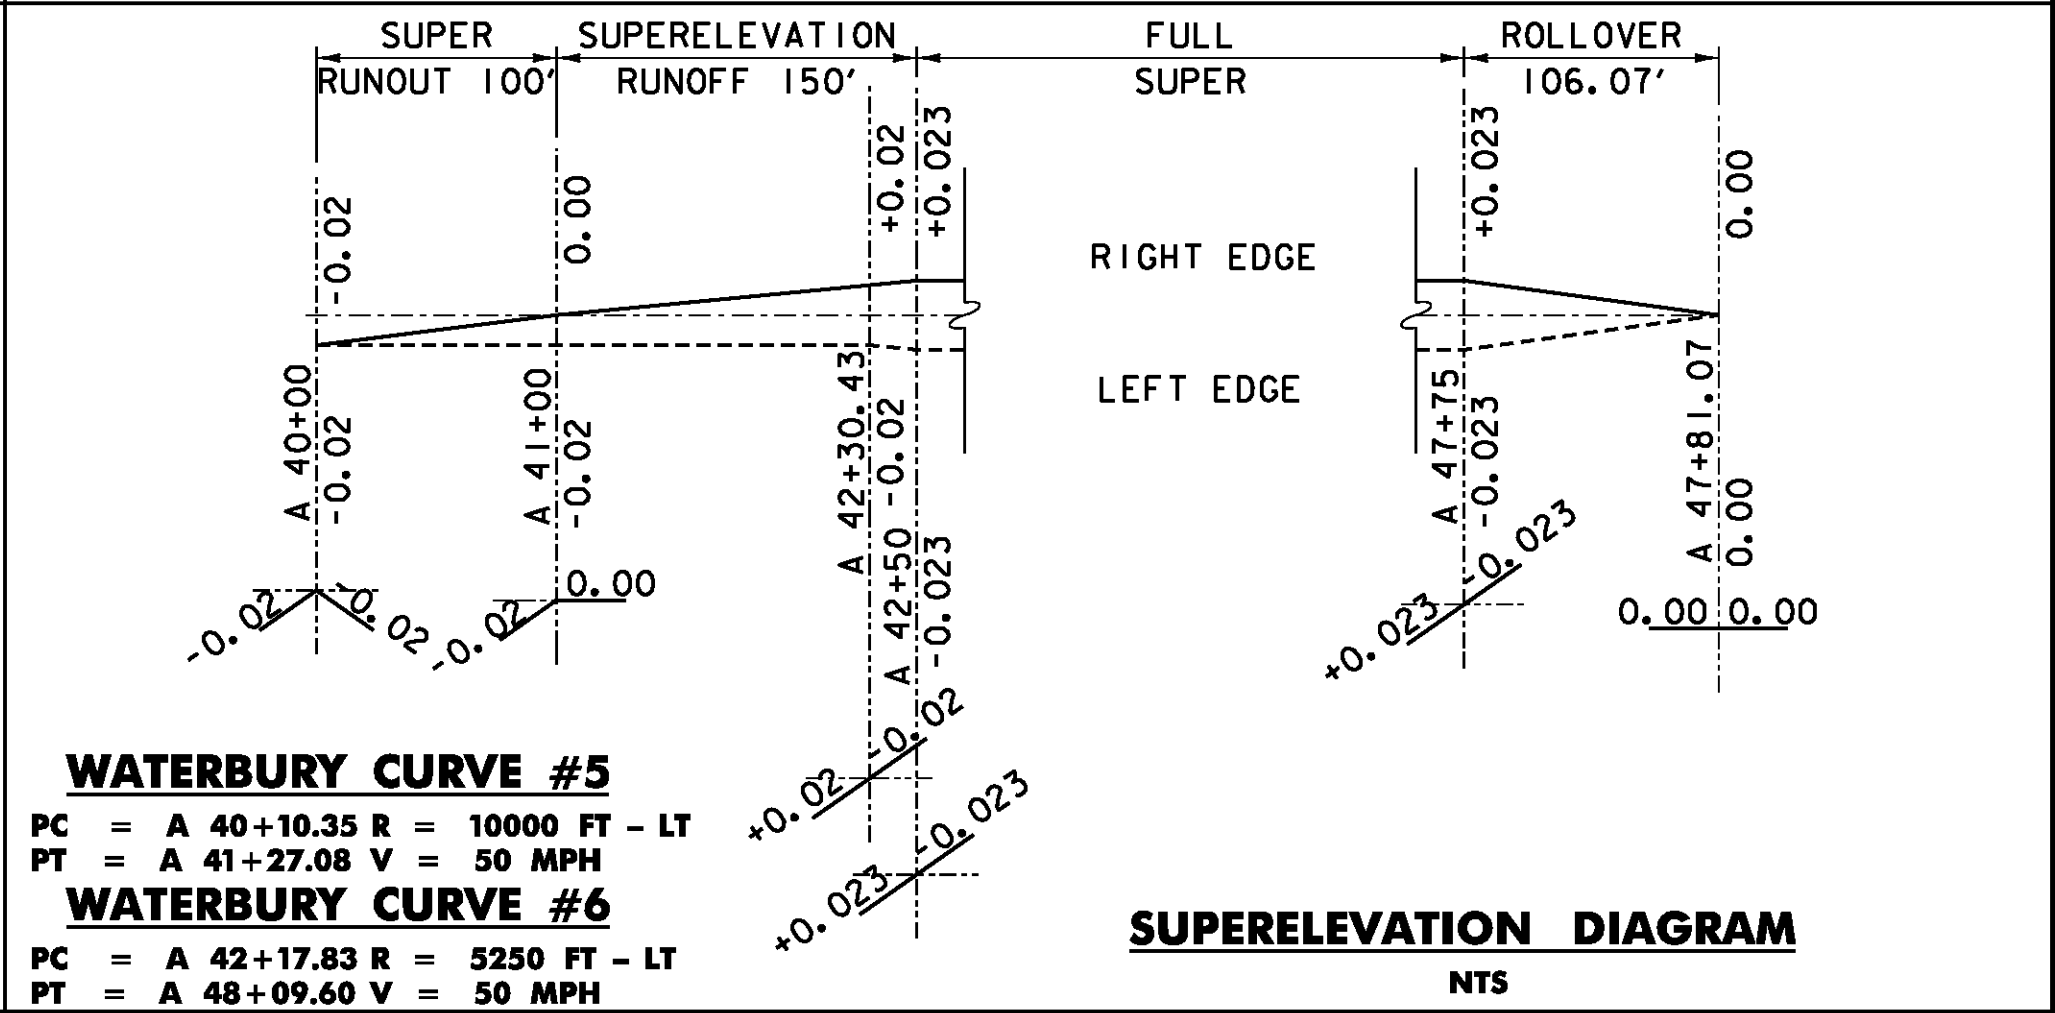 SUPER
RUNOUT 100'
SUPERELEVATION
RUNOFF 150'
FULL
SUPER
ROLLOVER
106.07'
-0.02
0.00
+0.02
+0.023
+0.023
0.00
RIGHT EDGE
LEFT EDGE
A 40+00
-0.02
A 41+00
-0.02
A 42+30.43
-0.02
A 42+50
-0.023
A 47+75
-0.023
A 47+81.07
0.00
-0.02
-0.02
-0.02
0.00
+0.02
-0.02
+0.023
-0.023
+0.023
-0.023
0.00 0.00
WATERBURY CURVE #5
PC = A 40+10.35 R = 10000 FT - LT
PT = A 41+27.08 V = 50 MPH
WATERBURY CURVE #6
PC = A 42+17.83 R = 5250 FT - LT
PT = A 48+09.60 V = 50 MPH
SUPERELEVATION DIAGRAM
NTS